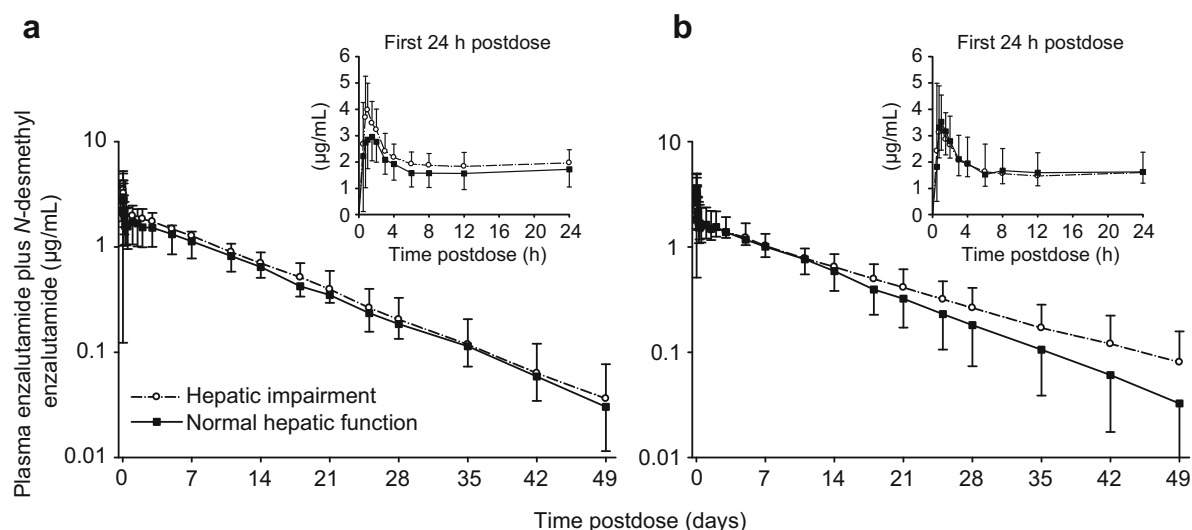 a
First 24 h postdose
(µg/mL)
6
5
4
3
2
1
0
0 4 8 12 16 20 24
Time postdose (h)
Plasma enzalutamide plus N-desmethyl
enzalutamide (µg/mL)
10
1
0.1
0.01
Hepatic impairment
Normal hepatic function
0 7 14 21 28 35 42 49
b
First 24 h postdose
(µg/mL)
6
5
4
3
2
1
0
0 4 8 12 16 20 24
Time postdose (h)
10
1
0.1
0.01
0 7 14 21 28 35 42 49
Time postdose (days)